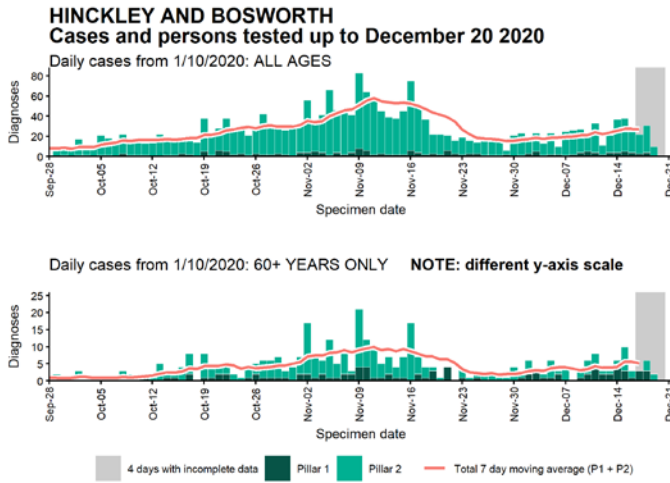 HINCKLEY AND BOSWORTH
Cases and persons tested up to December 20 2020
Daily cases from 1/10/2020: ALL AGES
Diagnoses
80
60
40
20
0
Sep-28
Oct-05
Oct-12
Oct-19
Oct-26
Nov-02
Nov-09
Nov-16
Nov-23
Nov-30
Dec-07
Dec-14
Dec-21
Specimen date
Daily cases from 1/10/2020: 60+ YEARS ONLY NOTE: different y-axis scale
Diagnoses
25
20
15
10
5
0
Sep-28
Oct-05
Oct-12
Oct-19
Oct-26
Nov-02
Nov-09
Nov-16
Nov-23
Nov-30
Dec-07
Dec-14
Dec-21
Specimen date
4 days with incomplete data Pillar 1 Pillar 2 Total 7 day moving average (P1 + P2)